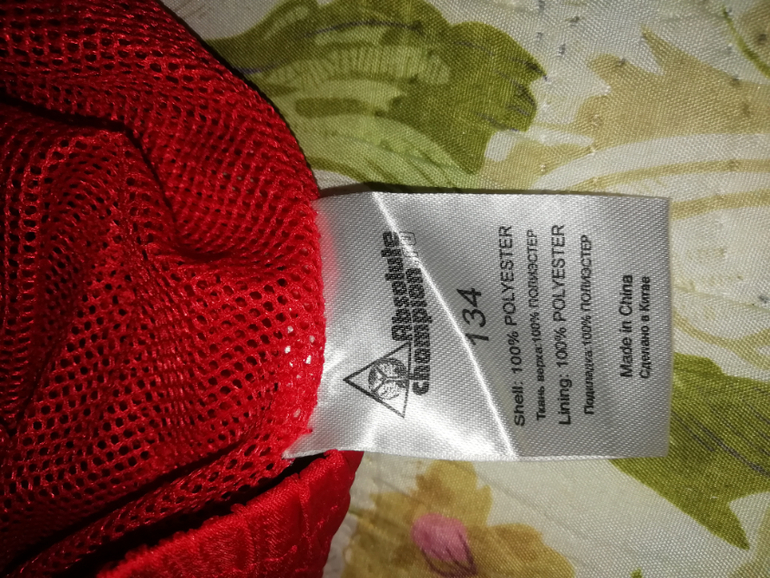 Absolute
champion.ru
134
Shell: 100% POLYESTER
Ткань верха:100% ПОЛИЭСТЕР
Lining: 100% POLYESTER
Подкладка:100% ПОЛИЭСТЕР
Made in China
Сделано в Китае